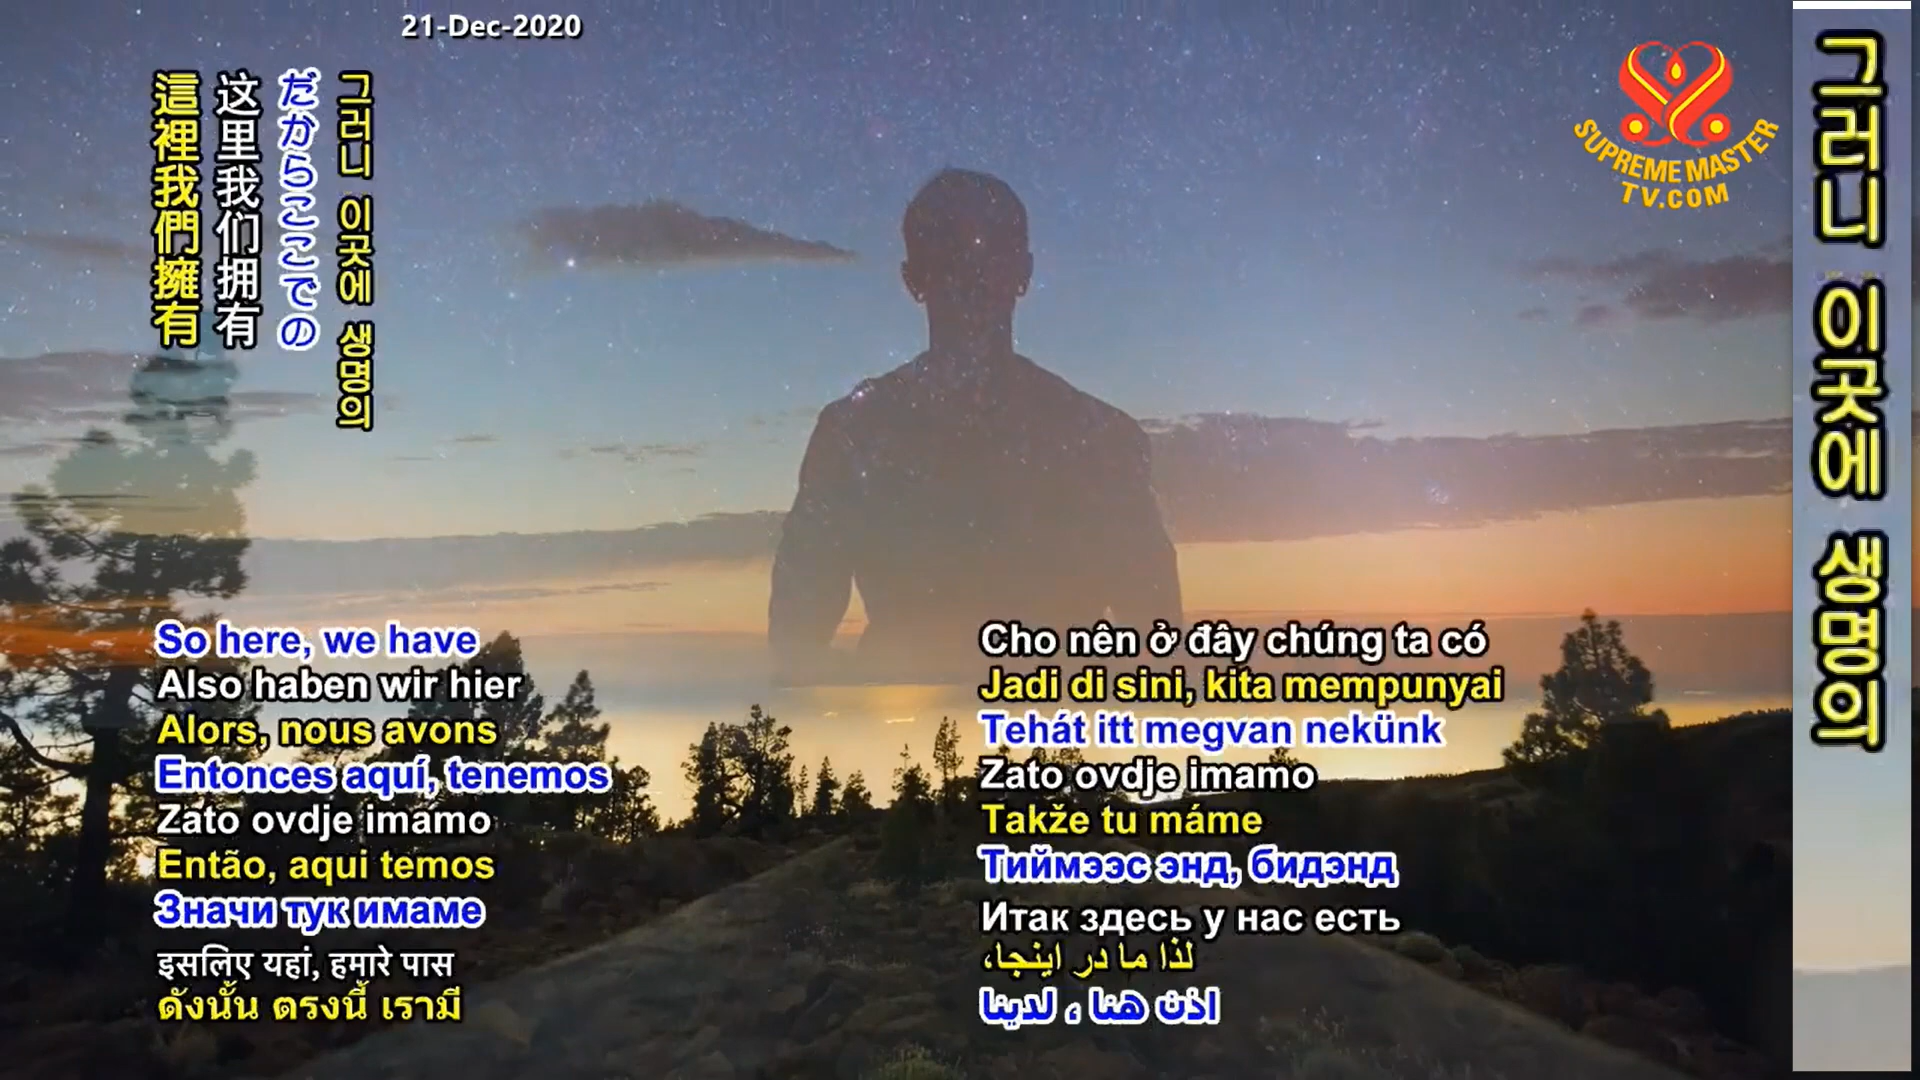 21-Dec-2020
這裡我們擁有
这里我们拥有
だからここでの
그러니 이곳에 생명의
SUPREME MASTER
TV.COM
그러니 이곳에 생명의
So here, we have
Also haben wir hier
Alors, nous avons
Entonces aquí, tenemos
Zato ovdje imamo
Então, aqui temos
Значи тук имаме
इसलिए यहां, हमारे पास
ดังนั้น ตรงนี้ เรามี
Cho nên ở đây chúng ta có
Jadi di sini, kita mempunyai
Tehát itt megvan nekünk
Zato ovdje imamo
Takže tu máme
Тиймээс энд, бидэнд
Итак здесь у нас есть
لذا ما در اینجا،
اذن هنا ، لدينا